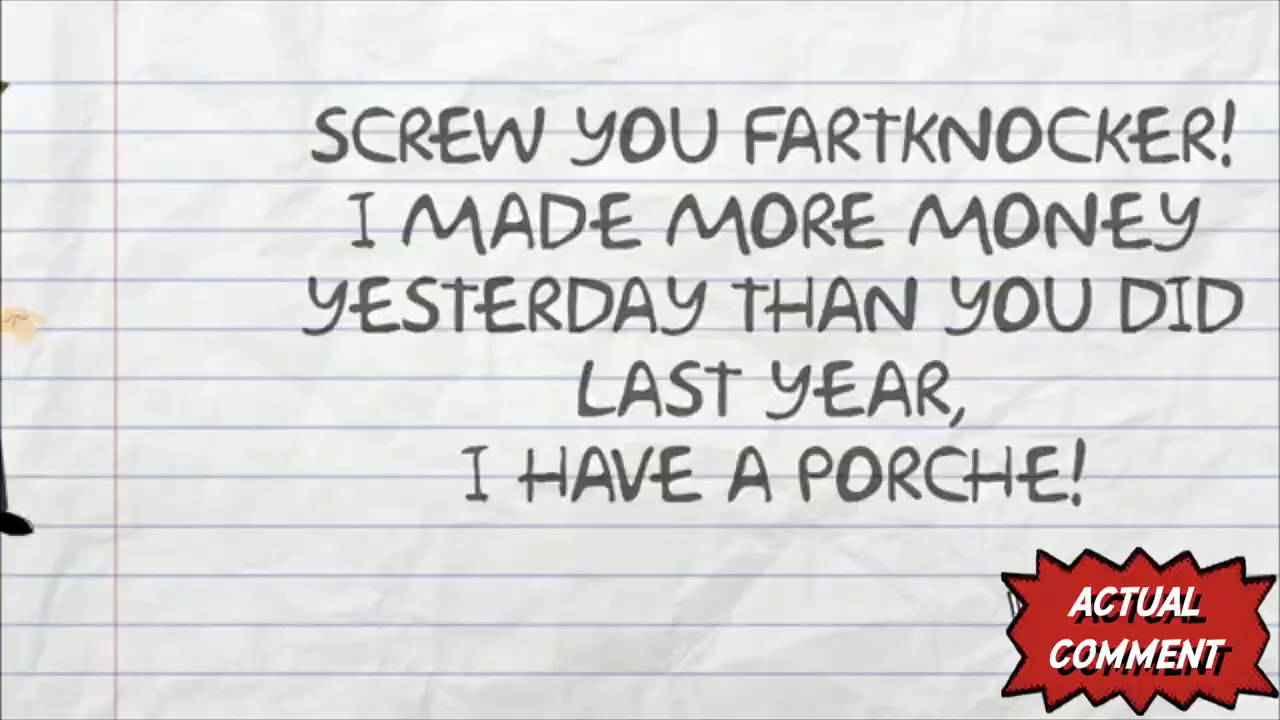 SCREW YOU FARTKNOCKER!
I MADE MORE MONEY
YESTERDAY THAN YOU DID
LAST YEAR,
I HAVE A PORCHE!
ACTUAL
COMMENT